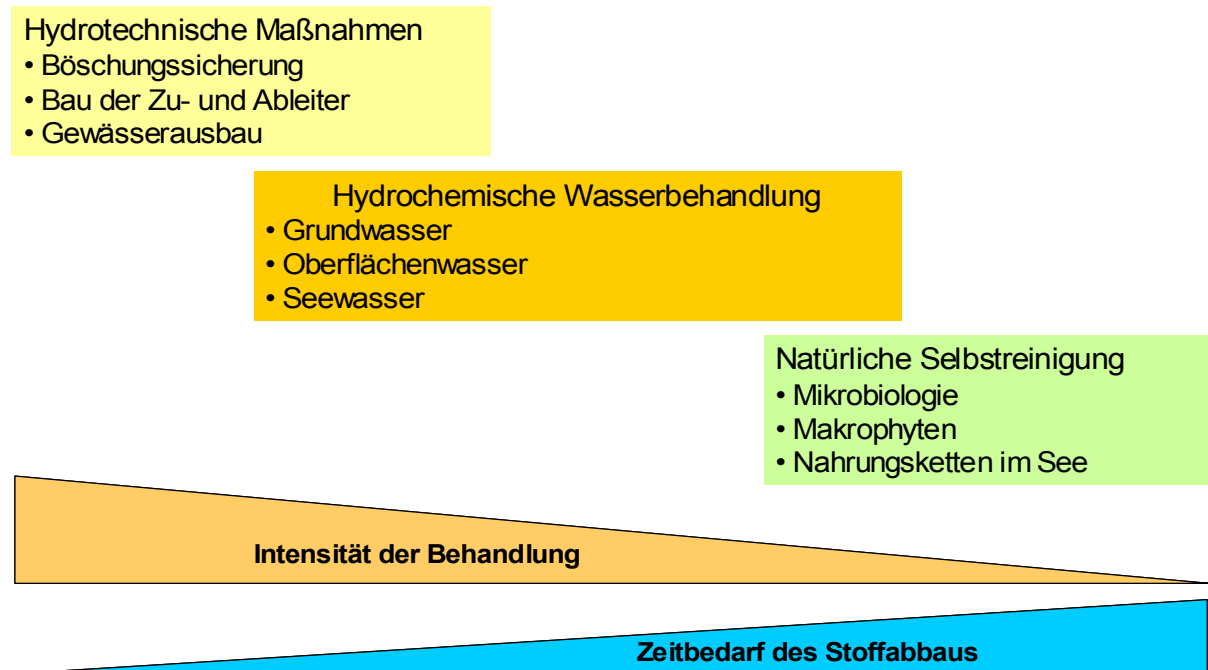 Hydrotechnische Maßnahmen
• Böschungssicherung
• Bau der Zu- und Ableiter
• Gewässerausbau
Hydrochemische Wasserbehandlung
• Grundwasser
• Oberflächenwasser
• Seewasser
Natürliche Selbstreinigung
• Mikrobiologie
• Makrophyten
• Nahrungsketten im See
Intensität der Behandlung
Zeitbedarf des Stoffabbaus